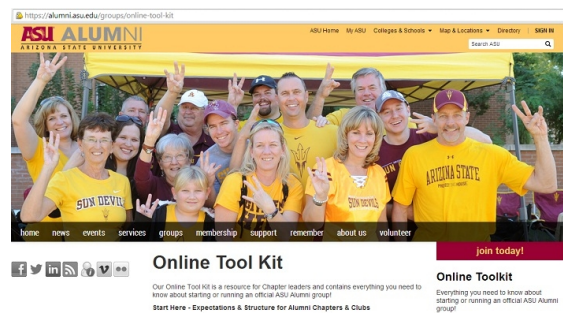 https://alumni.asu.edu/groups/online-tool-kit
ASU ALUMNI
ARIZONA STATE UNIVERSITY
ASU Home My ASU Colleges & Schools Map & Locations Directory SIGN IN
Search ASU
SUN DEVILS
SUN DEVILS
ARIZONA STATE
home news events services groups membership support remember about us volunteer
join today!
Online Tool Kit
Our Online Tool Kit is a resource for Chapter leaders and contains everything you need to
know about starting or running an official ASU Alumni group!
Start Here - Expectations & Structure for Alumni Chapters & Clubs
Online Toolkit
Everything you need to know
about starting or running an
official ASU Alumni group!